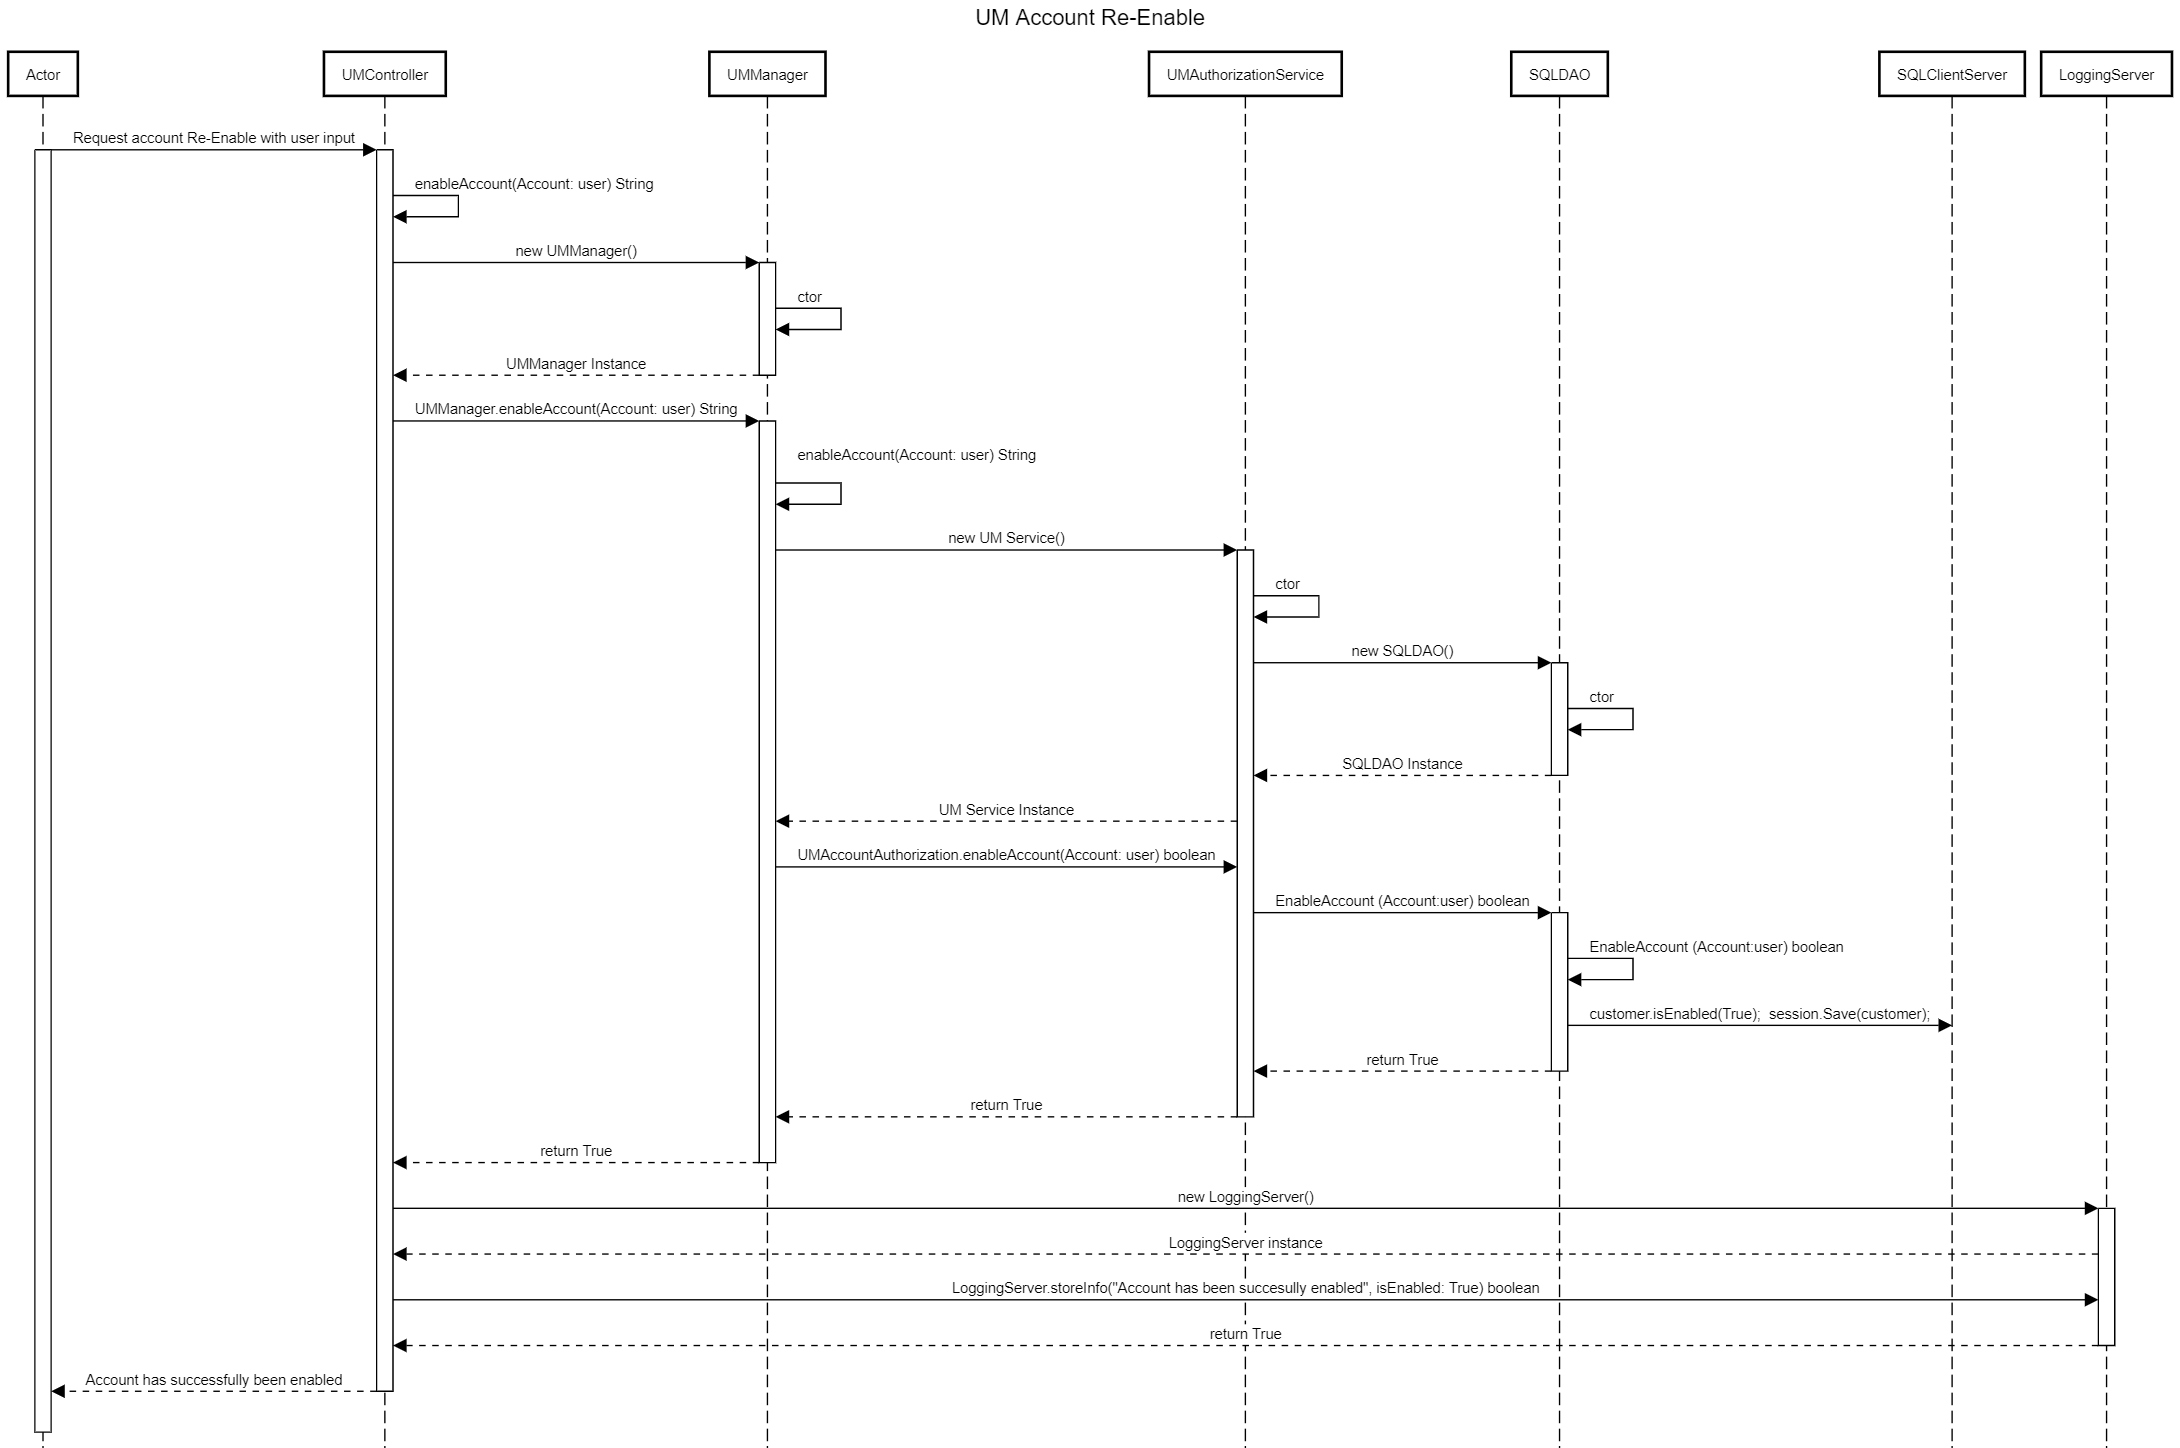 UM Account Re-Enable
Actor
UMController
UMManager
UMAuthorizationService
SQLDAO
SQLClientServer
LoggingServer
Request account Re-Enable with user input
enableAccount(Account: user) String
new UMManager()
ctor
UMManager Instance
UMManager.enableAccount(Account: user) String
enableAccount(Account: user) String
new UM Service()
ctor
new SQLDAO()
ctor
SQLDAO Instance
UM Service Instance
UMAccountAuthorization.enableAccount(Account: user) boolean
EnableAccount (Account:user) boolean
EnableAccount (Account:user) boolean
customer.isEnabled(True);  session.Save(customer);
return True
return True
return True
new LoggingServer()
LoggingServer instance
LoggingServer.storeInfo("Account has been succesully enabled", isEnabled: True) boolean
return True
Account has successfully been enabled